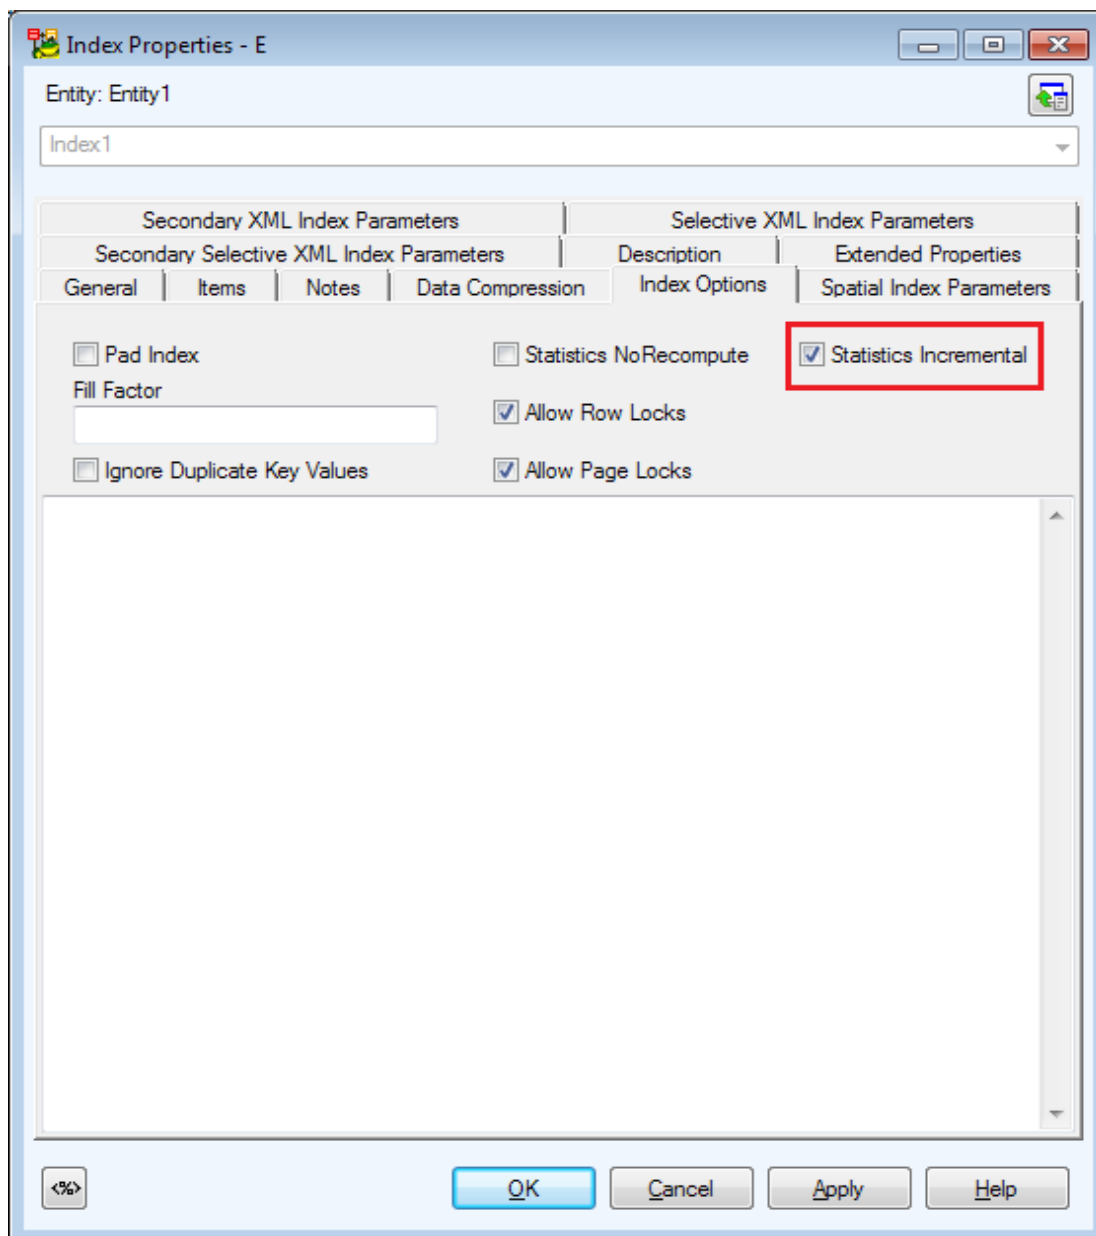 Index Properties - E
Entity: Entity1
Index1
Secondary XML Index Parameters Selective XML Index Parameters
Secondary Selective XML Index Parameters Description Extended Properties
General Items Notes Data Compression Index Options Spatial Index Parameters
Pad Index Statistics NoRecompute Statistics Incremental
Fill Factor
Allow Row Locks
Ignore Duplicate Key Values Allow Page Locks
<%> OK Cancel Apply Help